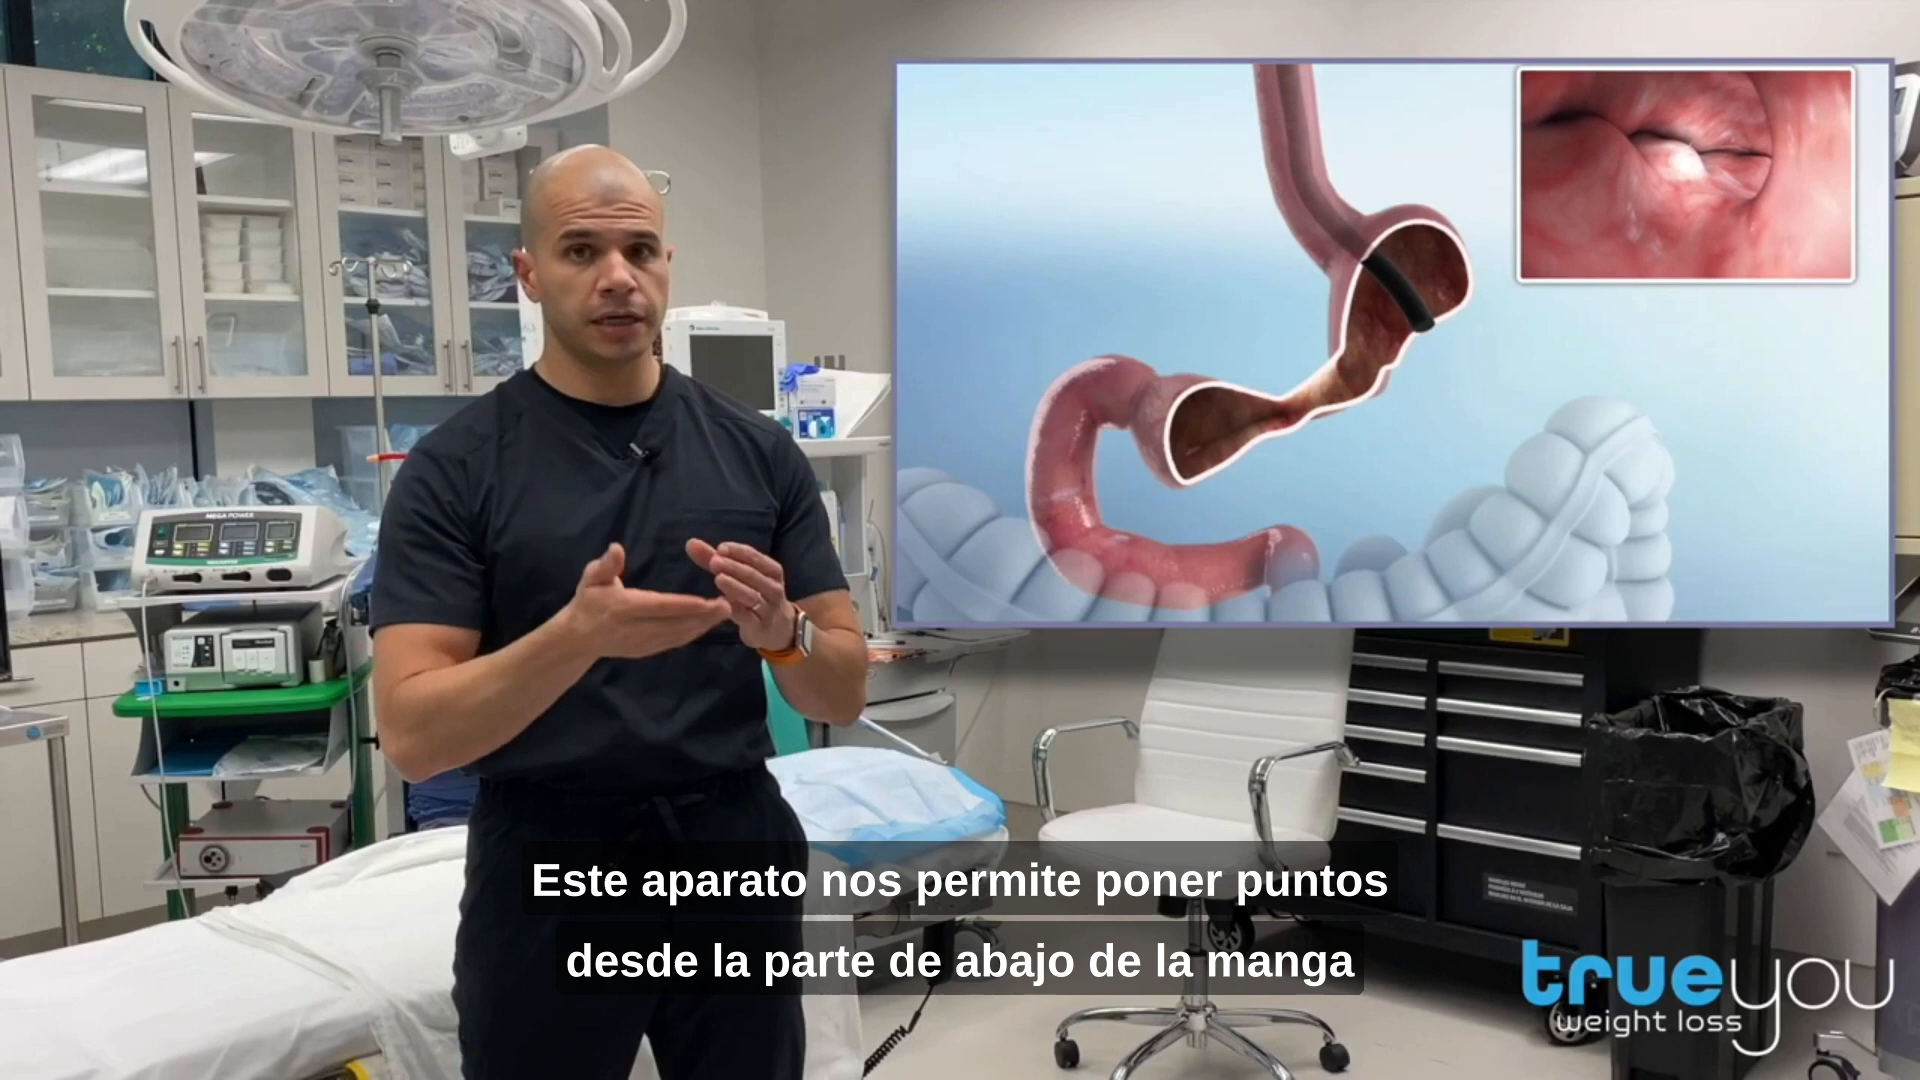 MEGA POWER
Este aparato nos permite poner puntos
desde la parte de abajo de la manga
trueyou
weight loss